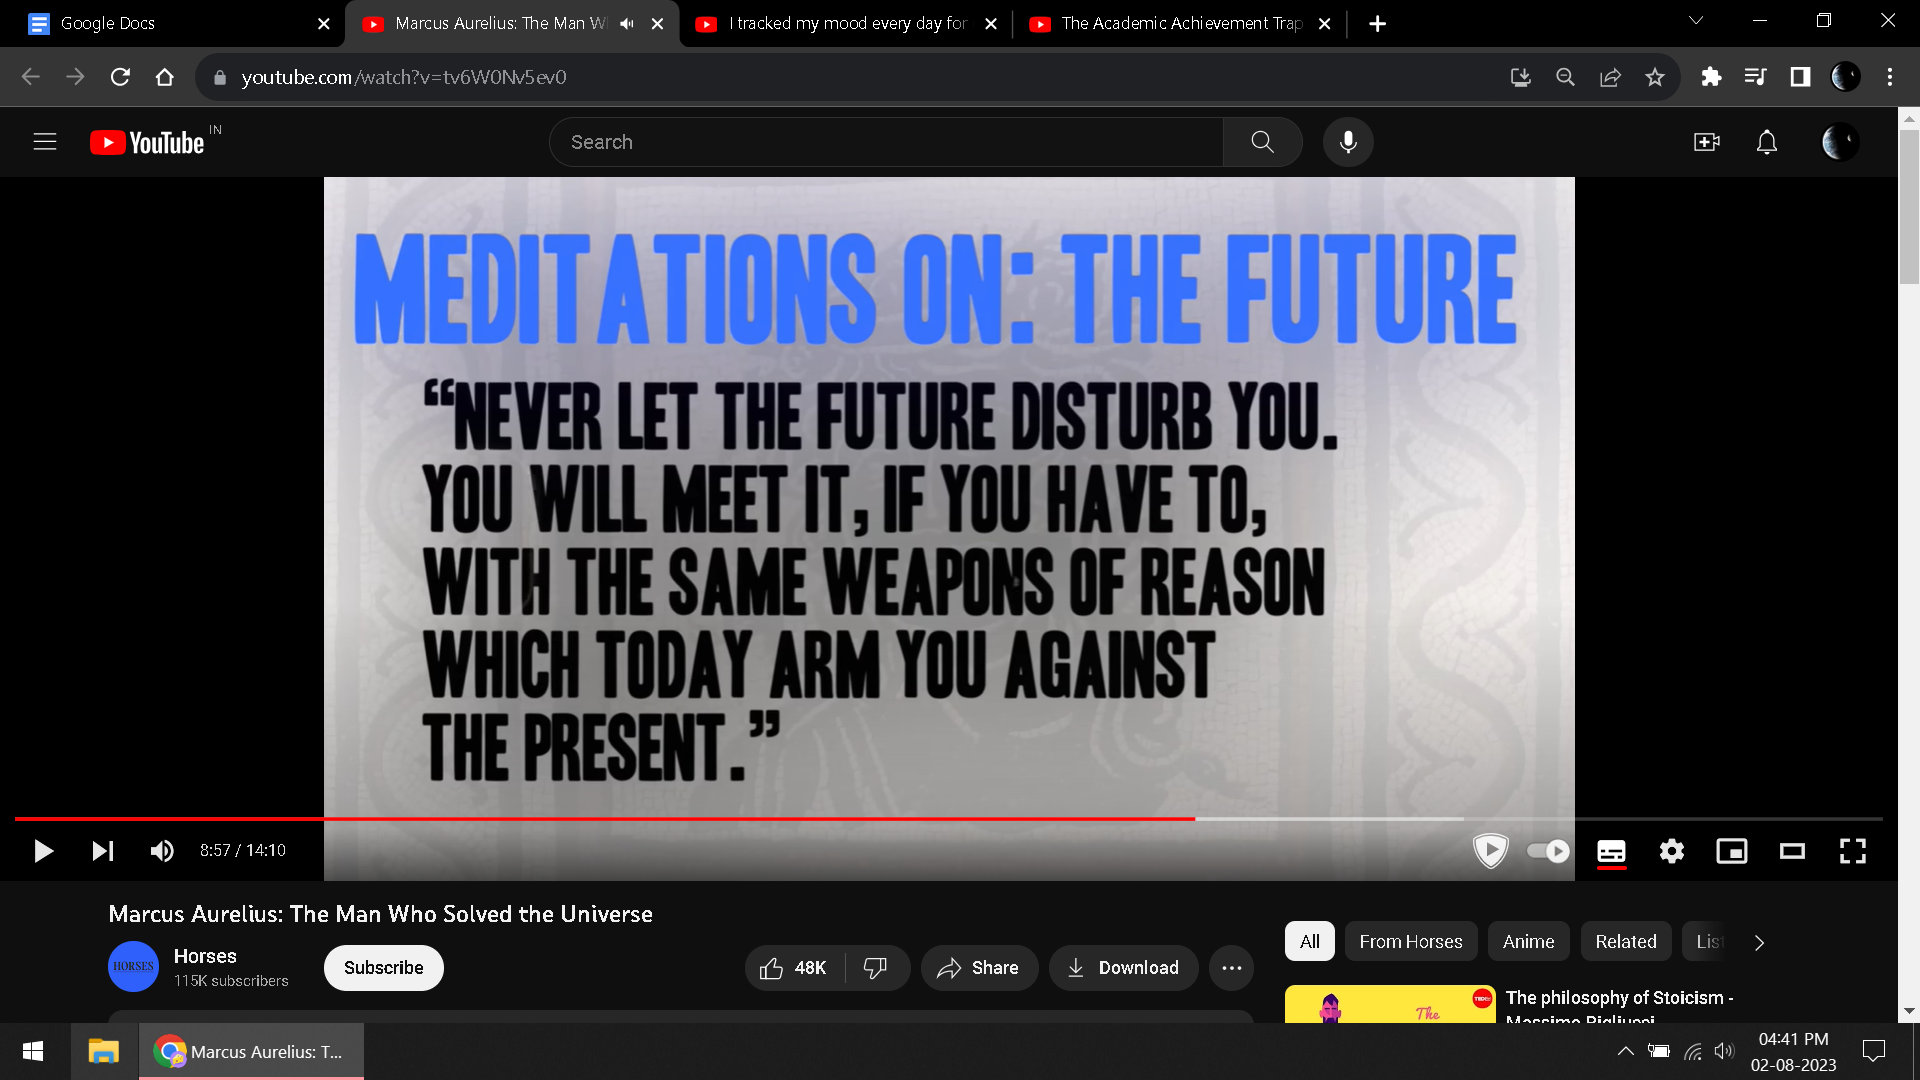 Google Docs
Marcus Aurelius: The Man W
I tracked my mood every day for
The Academic Achievement Trap
youtube.com/watch?v=tv6W0Nv5ev0
YouTube IN
Search
MEDITATIONS ON: THE FUTURE
“NEVER LET THE FUTURE DISTURB YOU.
YOU WILL MEET IT, IF YOU HAVE TO,
WITH THE SAME WEAPONS OF REASON
WHICH TODAY ARM YOU AGAINST
THE PRESENT.”
8:57 / 14:10
Marcus Aurelius: The Man Who Solved the Universe
HORSES
Horses
115K subscribers
Subscribe
48K
Share
Download
All
From Horses
Anime
Related
List
The
The philosophy of Stoicism -
Massimo Pigliucci
Marcus Aurelius: T...
04:41 PM
02-08-2023